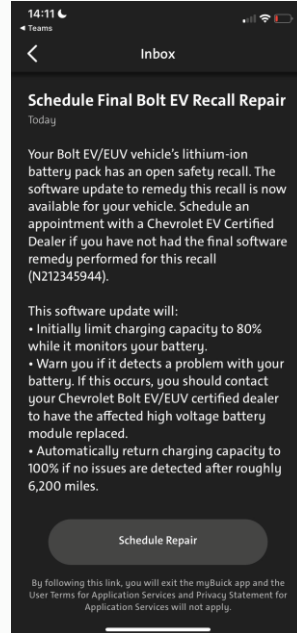 14:11
Teams
Inbox
Schedule Final Bolt EV Recall Repair
Today
Your Bolt EV/EUV vehicle's lithium-ion
battery pack has an open safety recall. The
software update to remedy this recall is now
available for your vehicle. Schedule an
appointment with a Chevrolet EV Certified
Dealer if you have not had the final software
remedy performed for this recall
(N212345944).
This software update will:
• Initially limit charging capacity to 80%
while it monitors your battery.
• Warn you if it detects a problem with your
battery. If this occurs, you should contact
your Chevrolet Bolt EV/EUV certified dealer
to have the affected high voltage battery
module replaced.
• Automatically return charging capacity to
100% if no issues are detected after roughly
6,200 miles.
Schedule Repair
By following this link, you will exit the myBuick app and the
User Terms for Application Services and Privacy Statement for
Application Services will not apply.